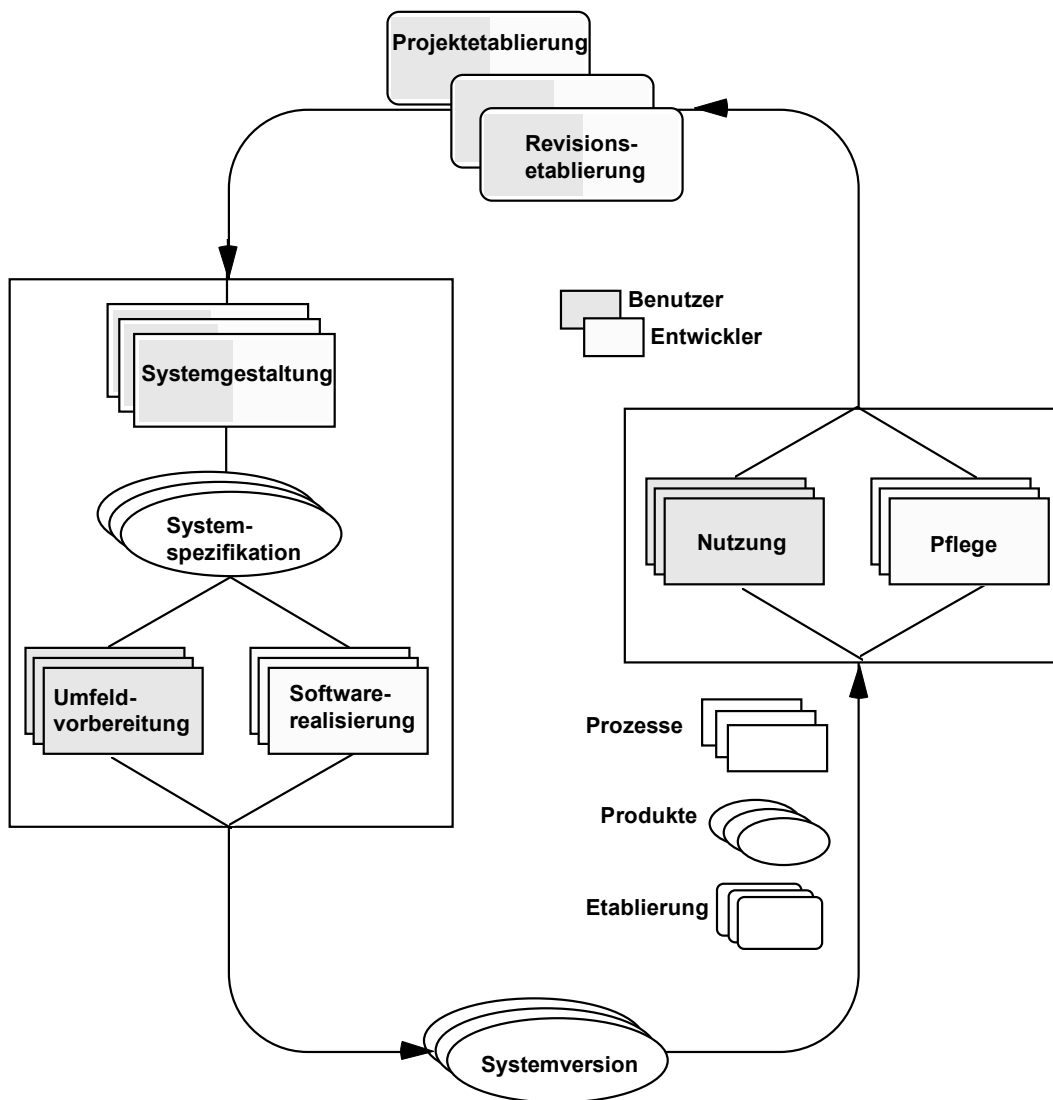 Projektetablierung
Revisions-
etablierung
Benutzer
Entwickler
Systemgestaltung
System-
spezifikation
Nutzung
Pflege
Umfeld-
vorbereitung
Software-
realisierung
Prozesse
Produkte
Etablierung
Systemversion